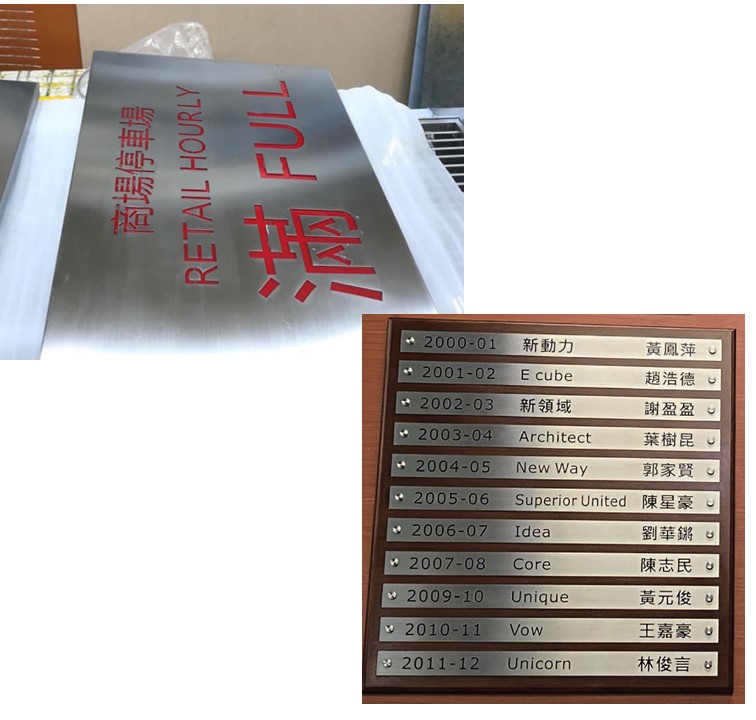 商場停車場
RETAIL HOURLY
滿 FULL
2000-01 新動力 黃鳳萍
2001-02 E cube 趙浩德
2002-03 新領域 謝盈盈
2003-04 Architect 葉樹昆
2004-05 New Way 郭家賢
2005-06 Superior United 陳星豪
2006-07 Idea 劉華鏘
2007-08 Core 陳志民
2009-10 Unique 黃元俊
2010-11 Vow 王嘉豪
2011-12 Unicorn 林俊言